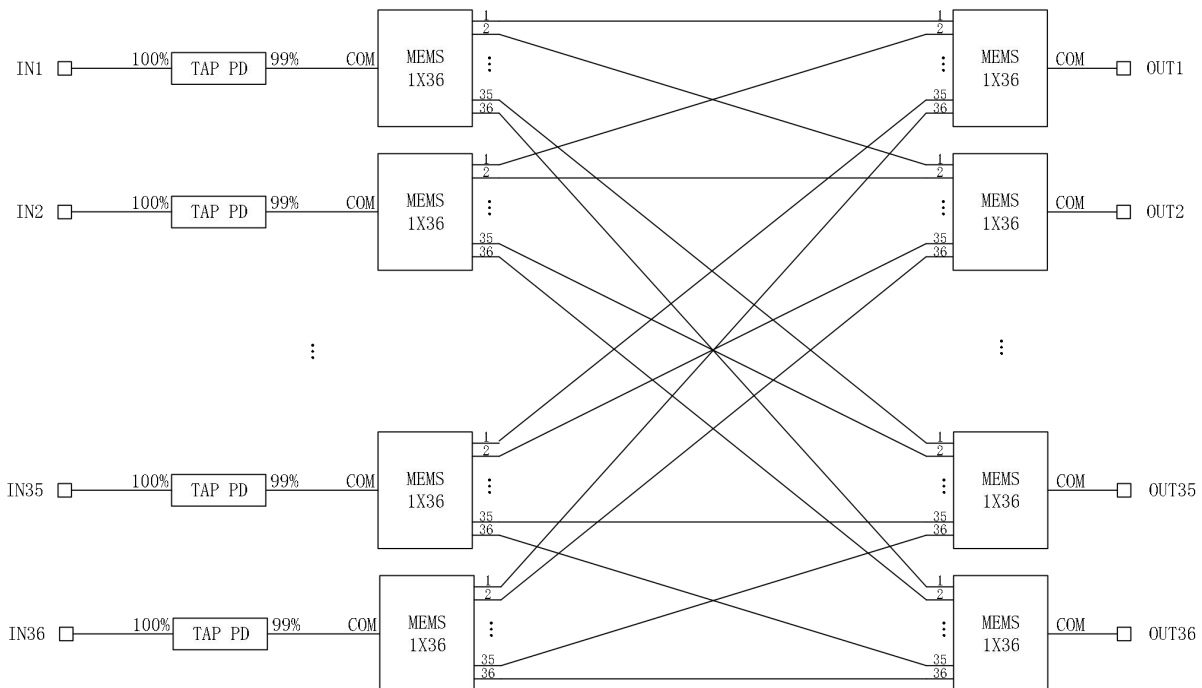 IN1 100% TAP PD 99% COM MEMS 1X36 1 2 ⋮ 35 36
1 2 ⋮ 35 36 MEMS 1X36 COM OUT1
IN2 100% TAP PD 99% COM MEMS 1X36 1 2 ⋮ 35 36
1 2 ⋮ 35 36 MEMS 1X36 COM OUT2
⋮ ⋮
IN35 100% TAP PD 99% COM MEMS 1X36 1 2 ⋮ 35 36
1 2 ⋮ 35 36 MEMS 1X36 COM OUT35
IN36 100% TAP PD 99% COM MEMS 1X36 1 2 ⋮ 35 36
1 2 ⋮ 35 36 MEMS 1X36 COM OUT36